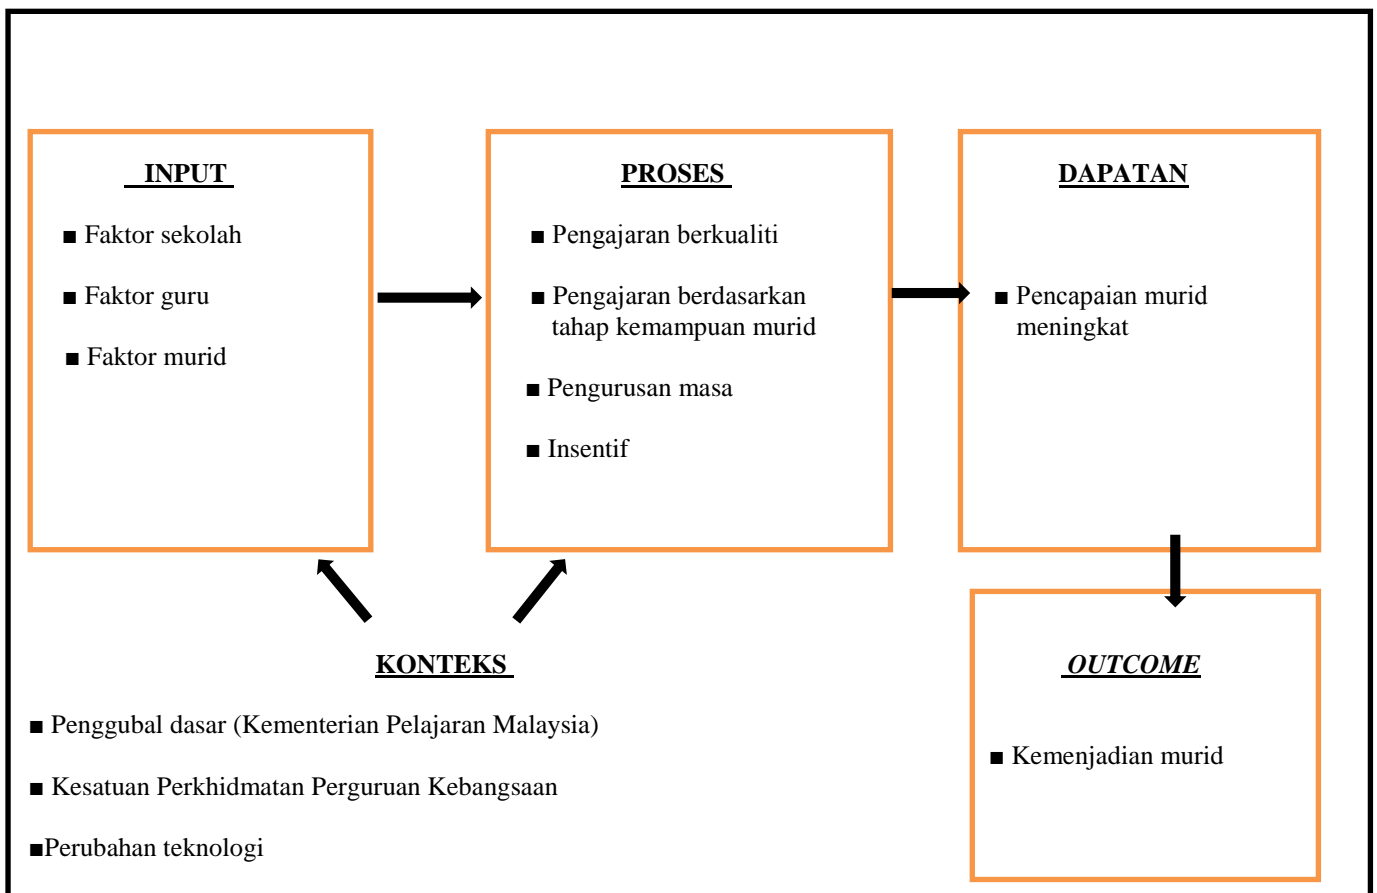 INPUT
■ Faktor sekolah
■ Faktor guru
■ Faktor murid
PROSES
■ Pengajaran berkualiti
■ Pengajaran berdasarkan
tahap kemampuan murid
■ Pengurusan masa
■ Insentif
DAPATAN
■ Pencapaian murid
meningkat
KONTEKS
■ Penggubal dasar (Kementerian Pelajaran Malaysia)
■ Kesatuan Perkhidmatan Perguruan Kebangsaan
■Perubahan teknologi
OUTCOME
■ Kemenjadian murid